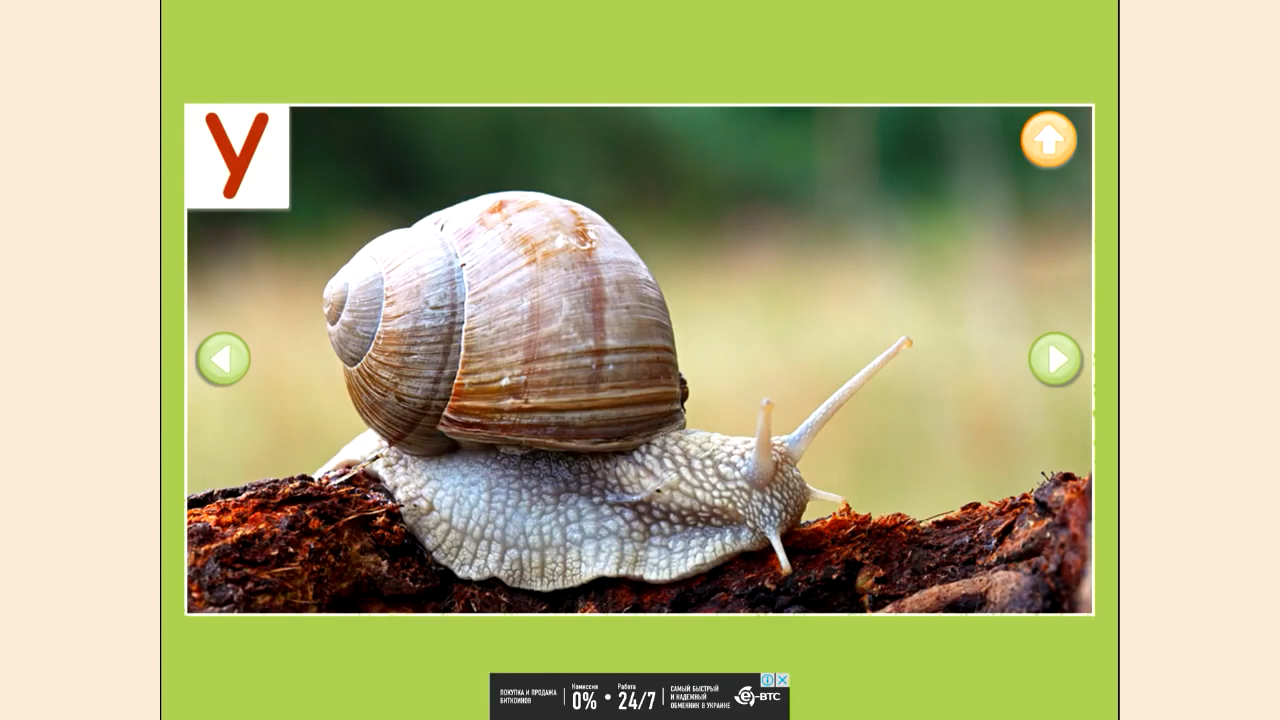 У
Комиссия
Работа
ПОКУПКА И ПРОДАЖА
БИТКОИНОВ
0% • 24/7
САМЫЙ БЫСТРЫЙ
И НАДЕЖНЫЙ
ОБМЕННИК В УКРАИНЕ
e-BTC